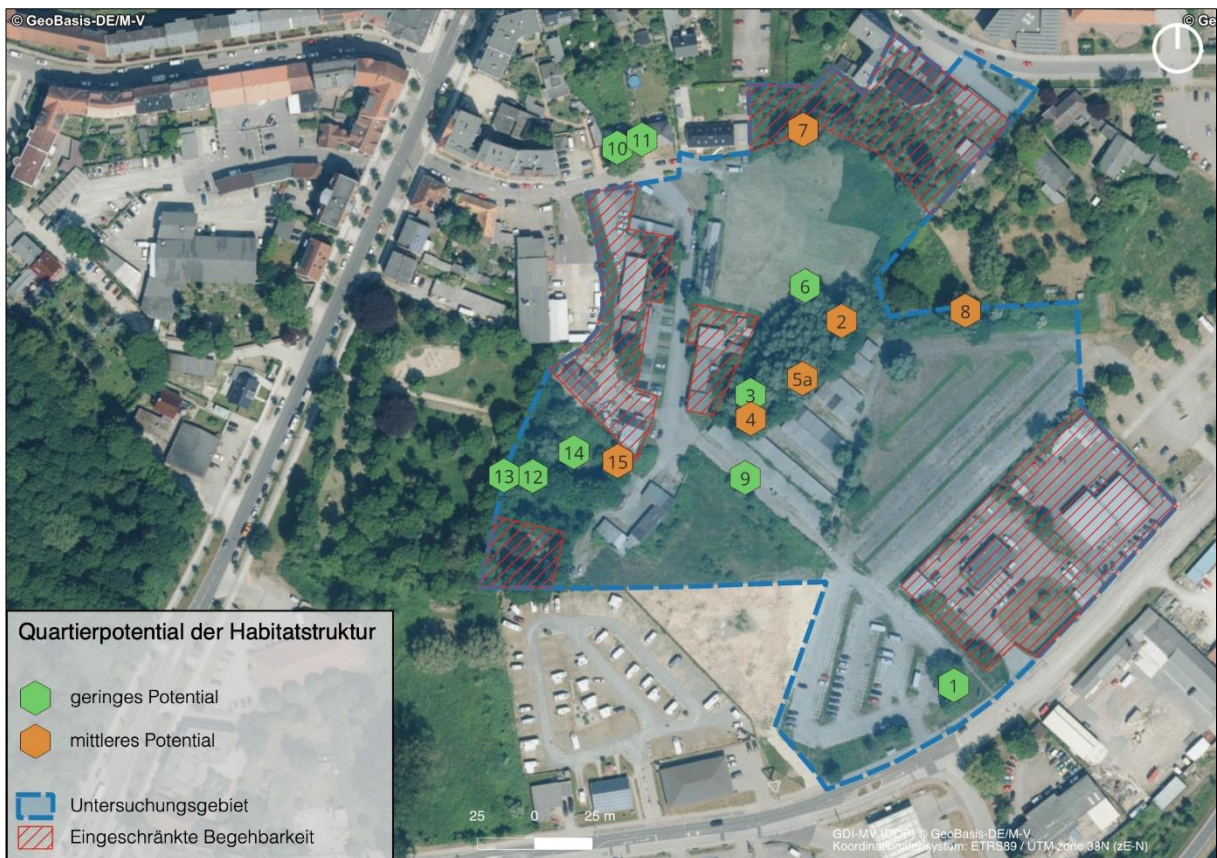 © GeoBasis-DE/M-V
© Ge
10
11
7
6
2
8
5a
3
4
14
15
13
12
9
1
Quartierpotential der Habitatstruktur
geringes Potential
mittleres Potential
Untersuchungsgebiet
Eingeschränkte Begehbarkeit
25 0 25 m
GDI-MV (DOP) © GeoBasis-DE/M-V
Koordinatensystem: ETRS89 / UTM zone 33N (zE-N)